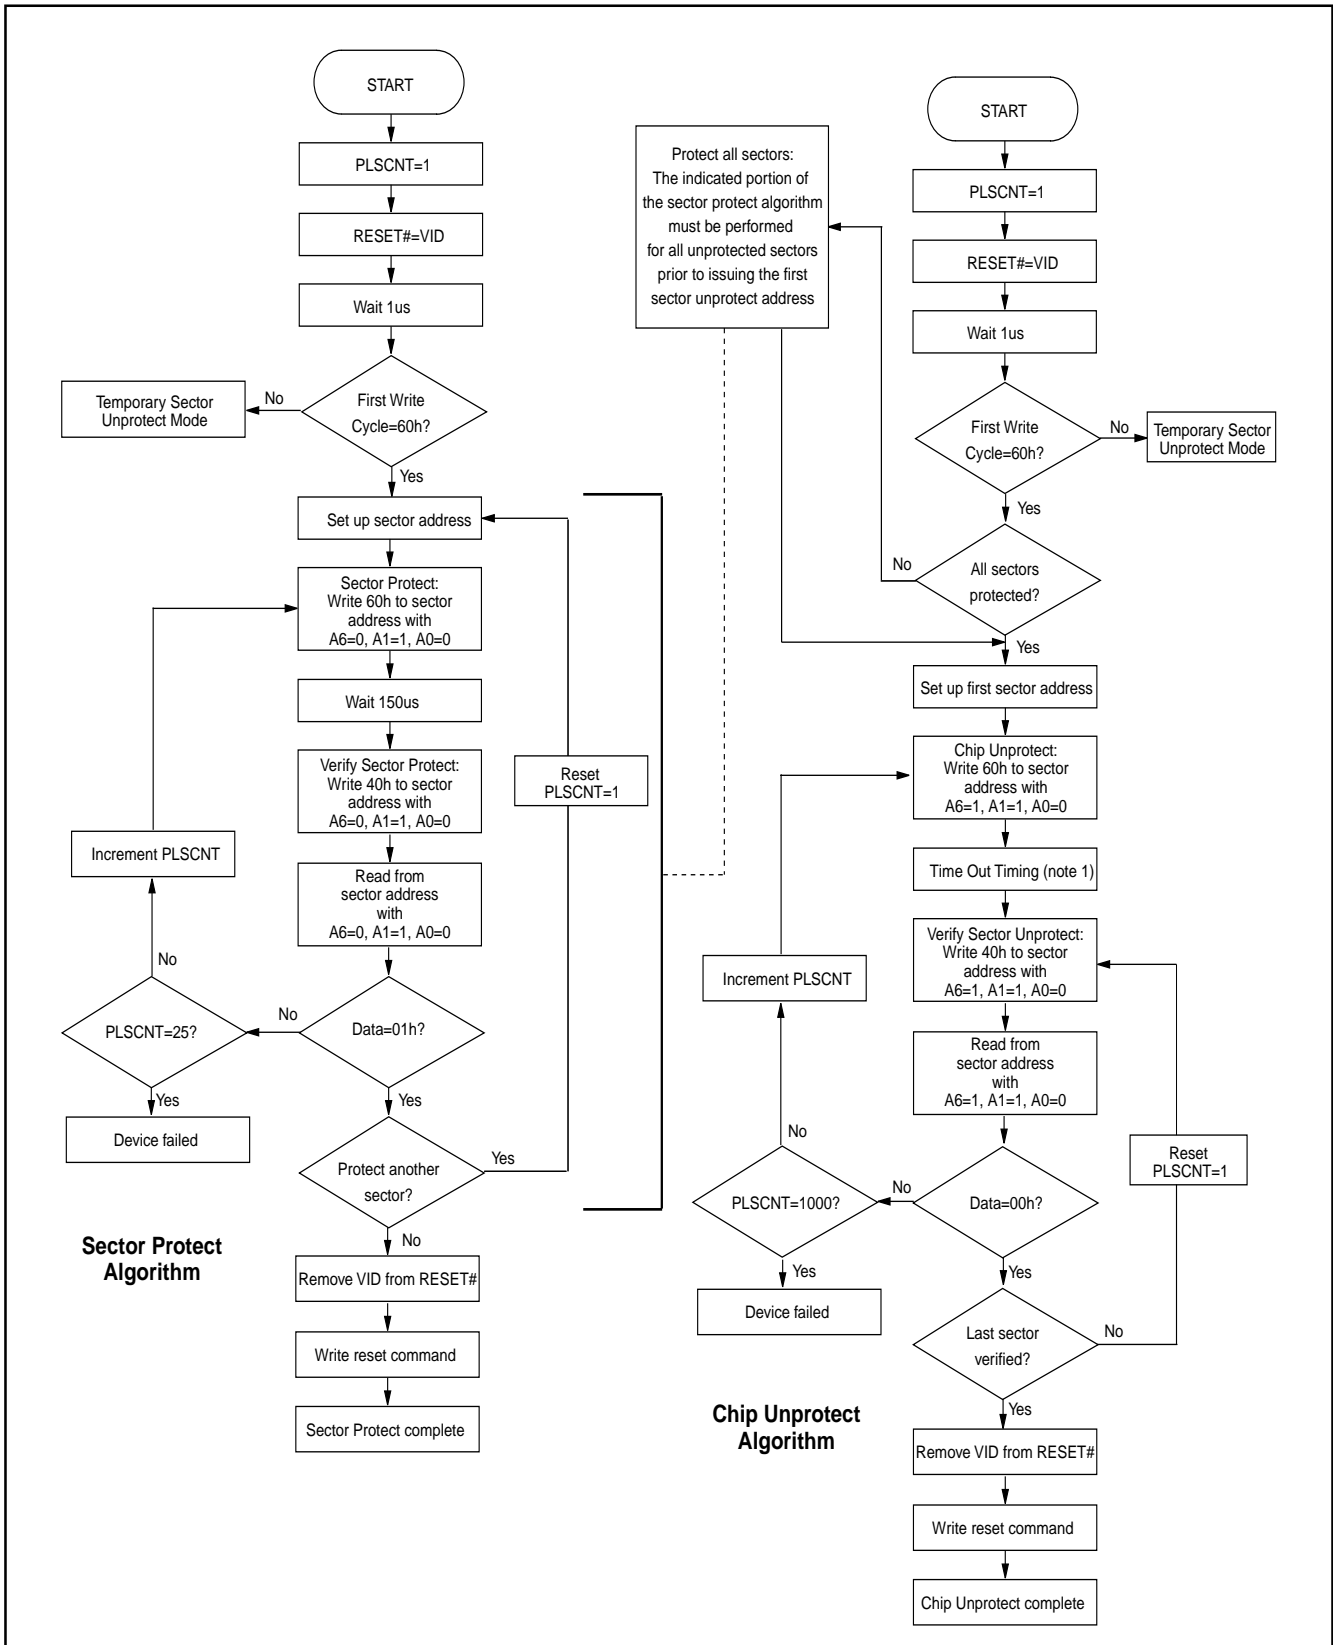 START
PLSCNT=1
RESET#=VID
Wait 1us
First Write
Cycle=60h?
No
Temporary Sector
Unprotect Mode
Yes
Set up sector address
Sector Protect:
Write 60h to sector
address with
A6=0, A1=1, A0=0
Wait 150us
Verify Sector Protect:
Write 40h to sector
address with
A6=0, A1=1, A0=0
Reset
PLSCNT=1
Increment PLSCNT
Read from
sector address
with
A6=0, A1=1, A0=0
No
PLSCNT=25?
No
Data=01h?
Yes
Device failed
Yes
Protect another
sector?
Yes
No
Sector Protect
Algorithm
Remove VID from RESET#
Write reset command
Sector Protect complete
Protect all sectors:
The indicated portion of
the sector protect algorithm
must be performed
for all unprotected sectors
prior to issuing the first
sector unprotect address
START
PLSCNT=1
RESET#=VID
Wait 1us
First Write
Cycle=60h?
No
Temporary Sector
Unprotect Mode
Yes
No
All sectors
protected?
Yes
Set up first sector address
Chip Unprotect:
Write 60h to sector
address with
A6=1, A1=1, A0=0
Time Out Timing (note 1)
Verify Sector Unprotect:
Write 40h to sector
address with
A6=1, A1=1, A0=0
Increment PLSCNT
Read from
sector address
with
A6=1, A1=1, A0=0
No
Reset
PLSCNT=1
PLSCNT=1000?
No
Data=00h?
Yes
Device failed
Yes
Last sector
verified?
No
Yes
Chip Unprotect
Algorithm
Remove VID from RESET#
Write reset command
Chip Unprotect complete